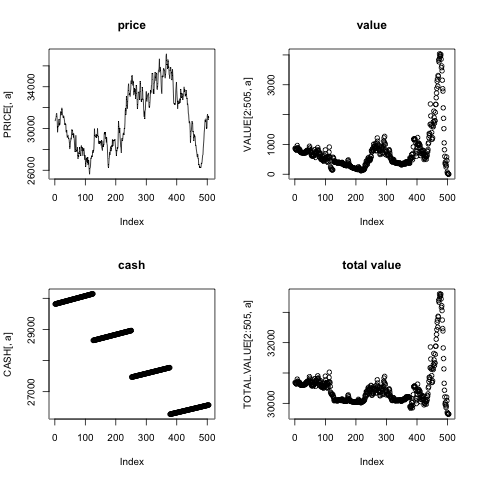 price
PRICE[, a]
26000
30000
34000
0 100 200 300 400 500
Index
value
VALUE[2:505, a]
0
1000
3000
0 100 200 300 400 500
Index
cash
CASH[, a]
27000
29000
0 100 200 300 400 500
Index
total value
TOTAL.VALUE[2:505, a]
30000
32000
0 100 200 300 400 500
Index